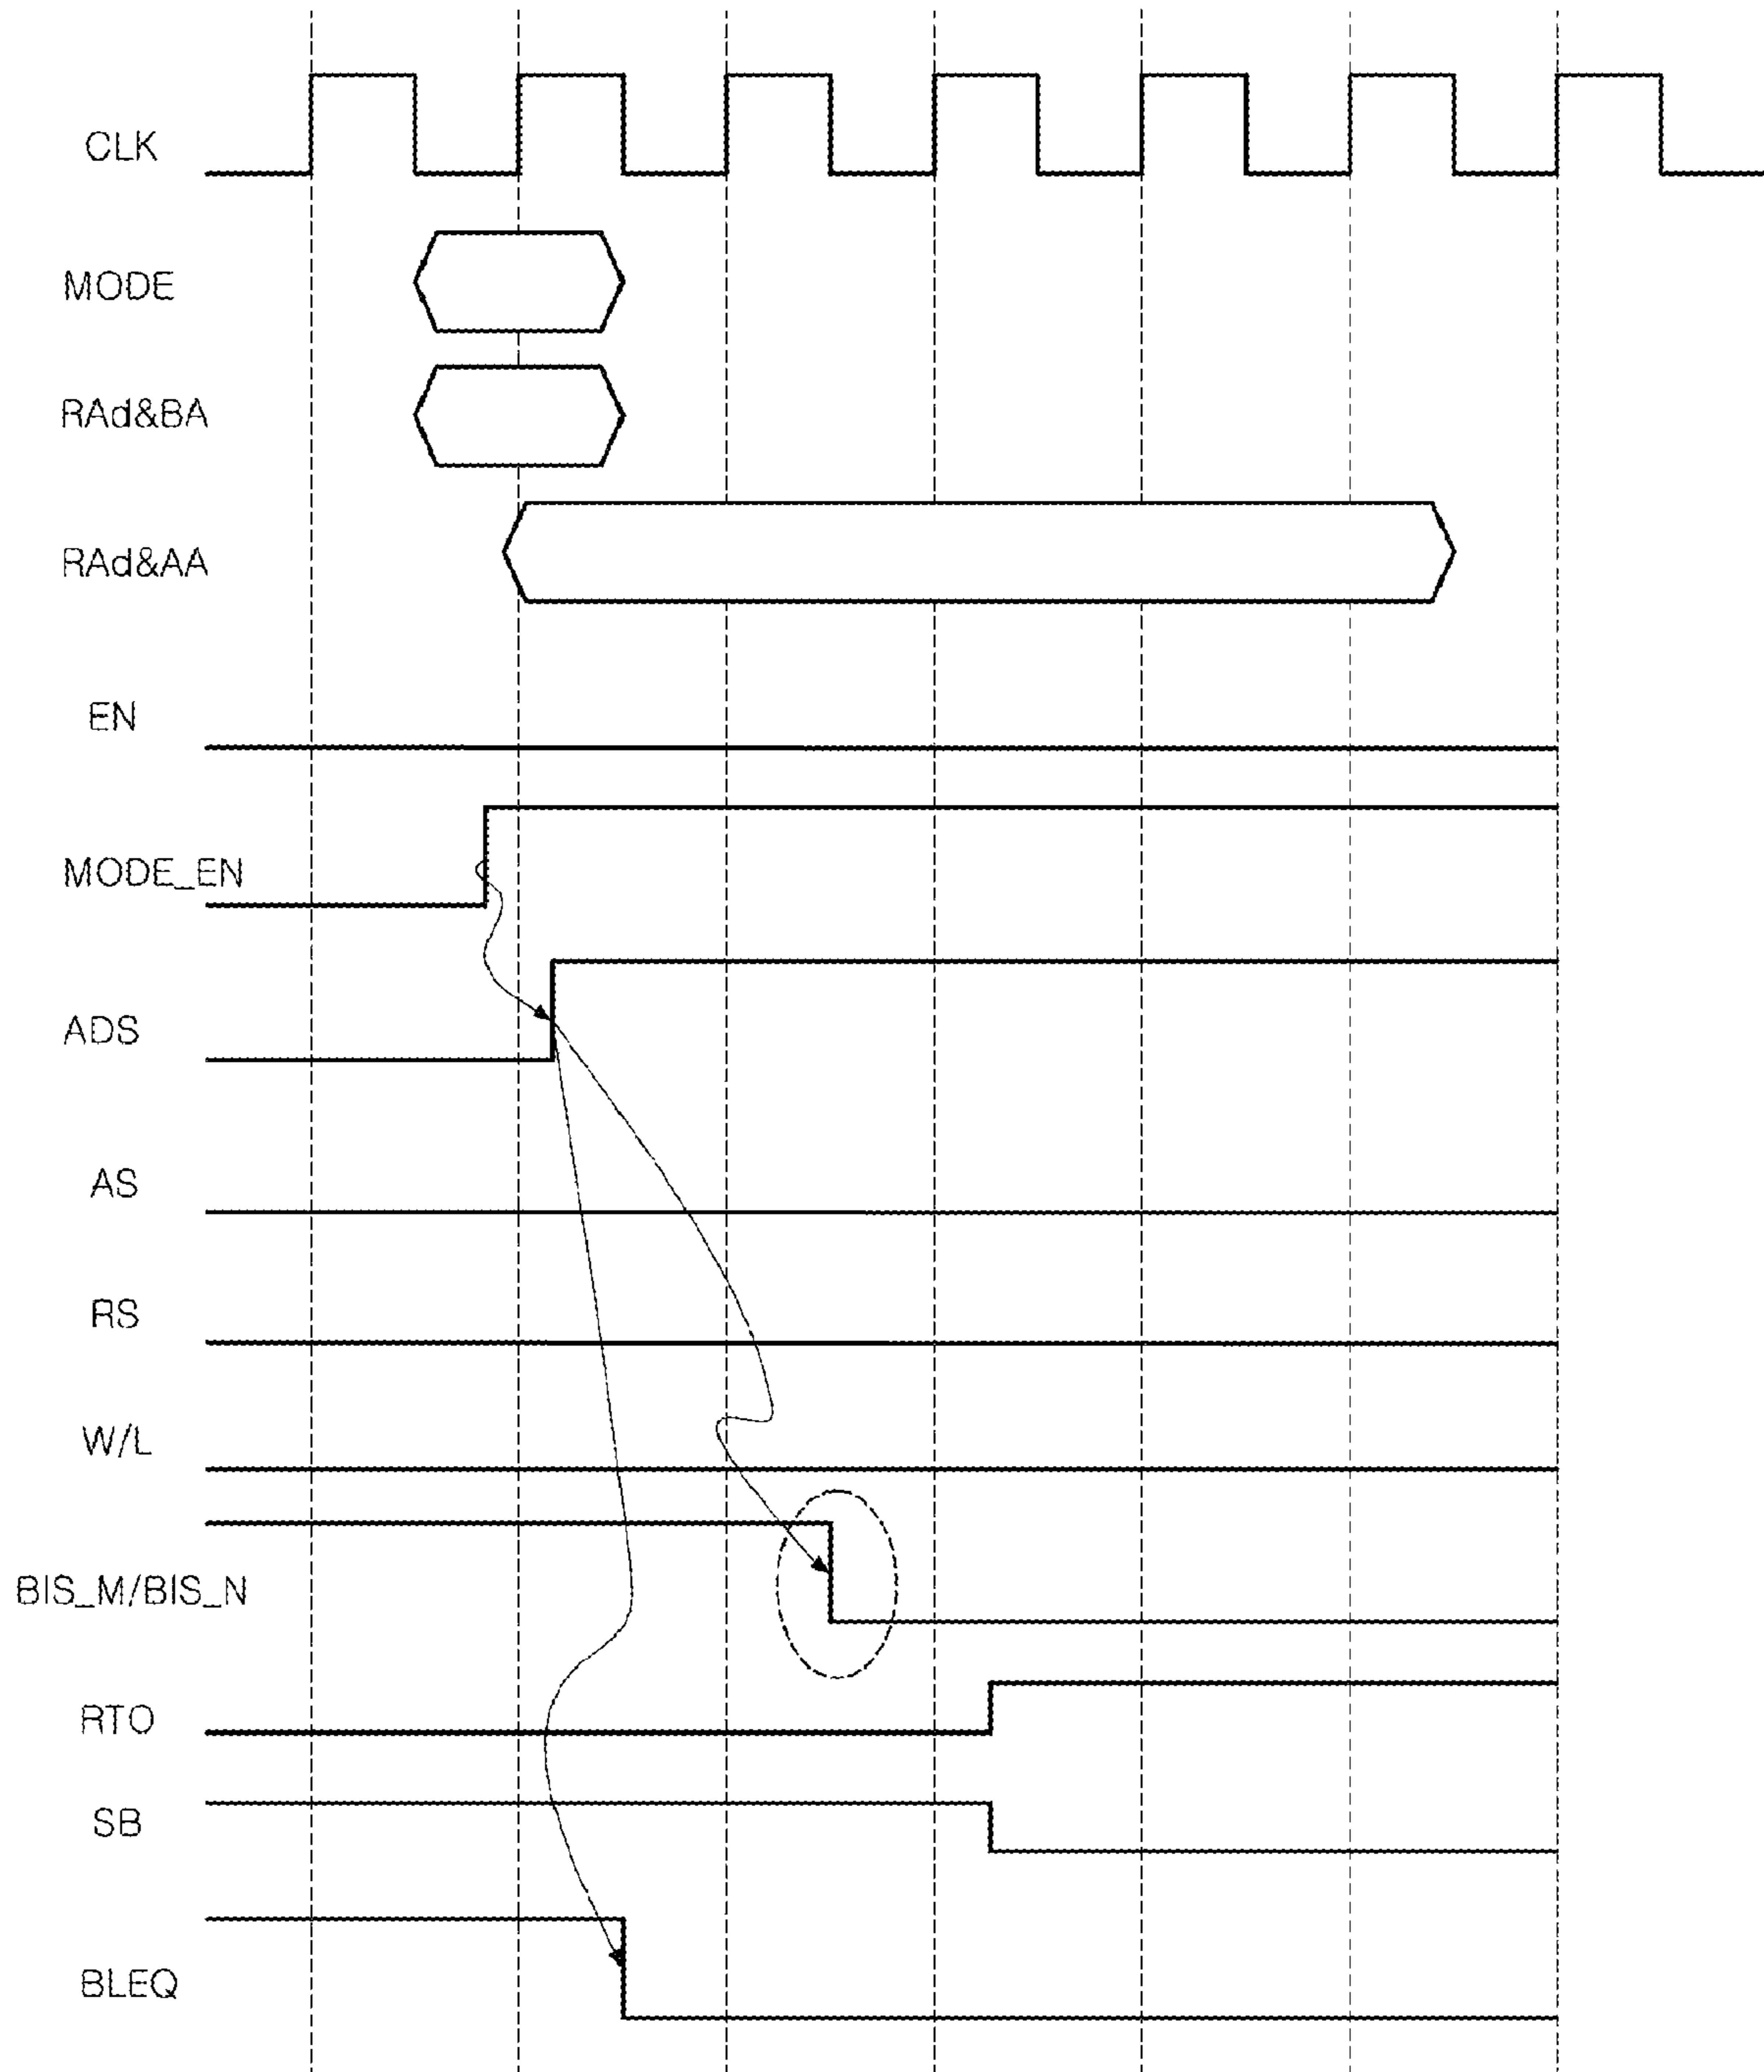 CLK
MODE
RAd&BA
RAd&AA
EN
MODE_EN
ADS
AS
RS
W/L
BIS_M/BIS_N
RTO
SB
BLEQ